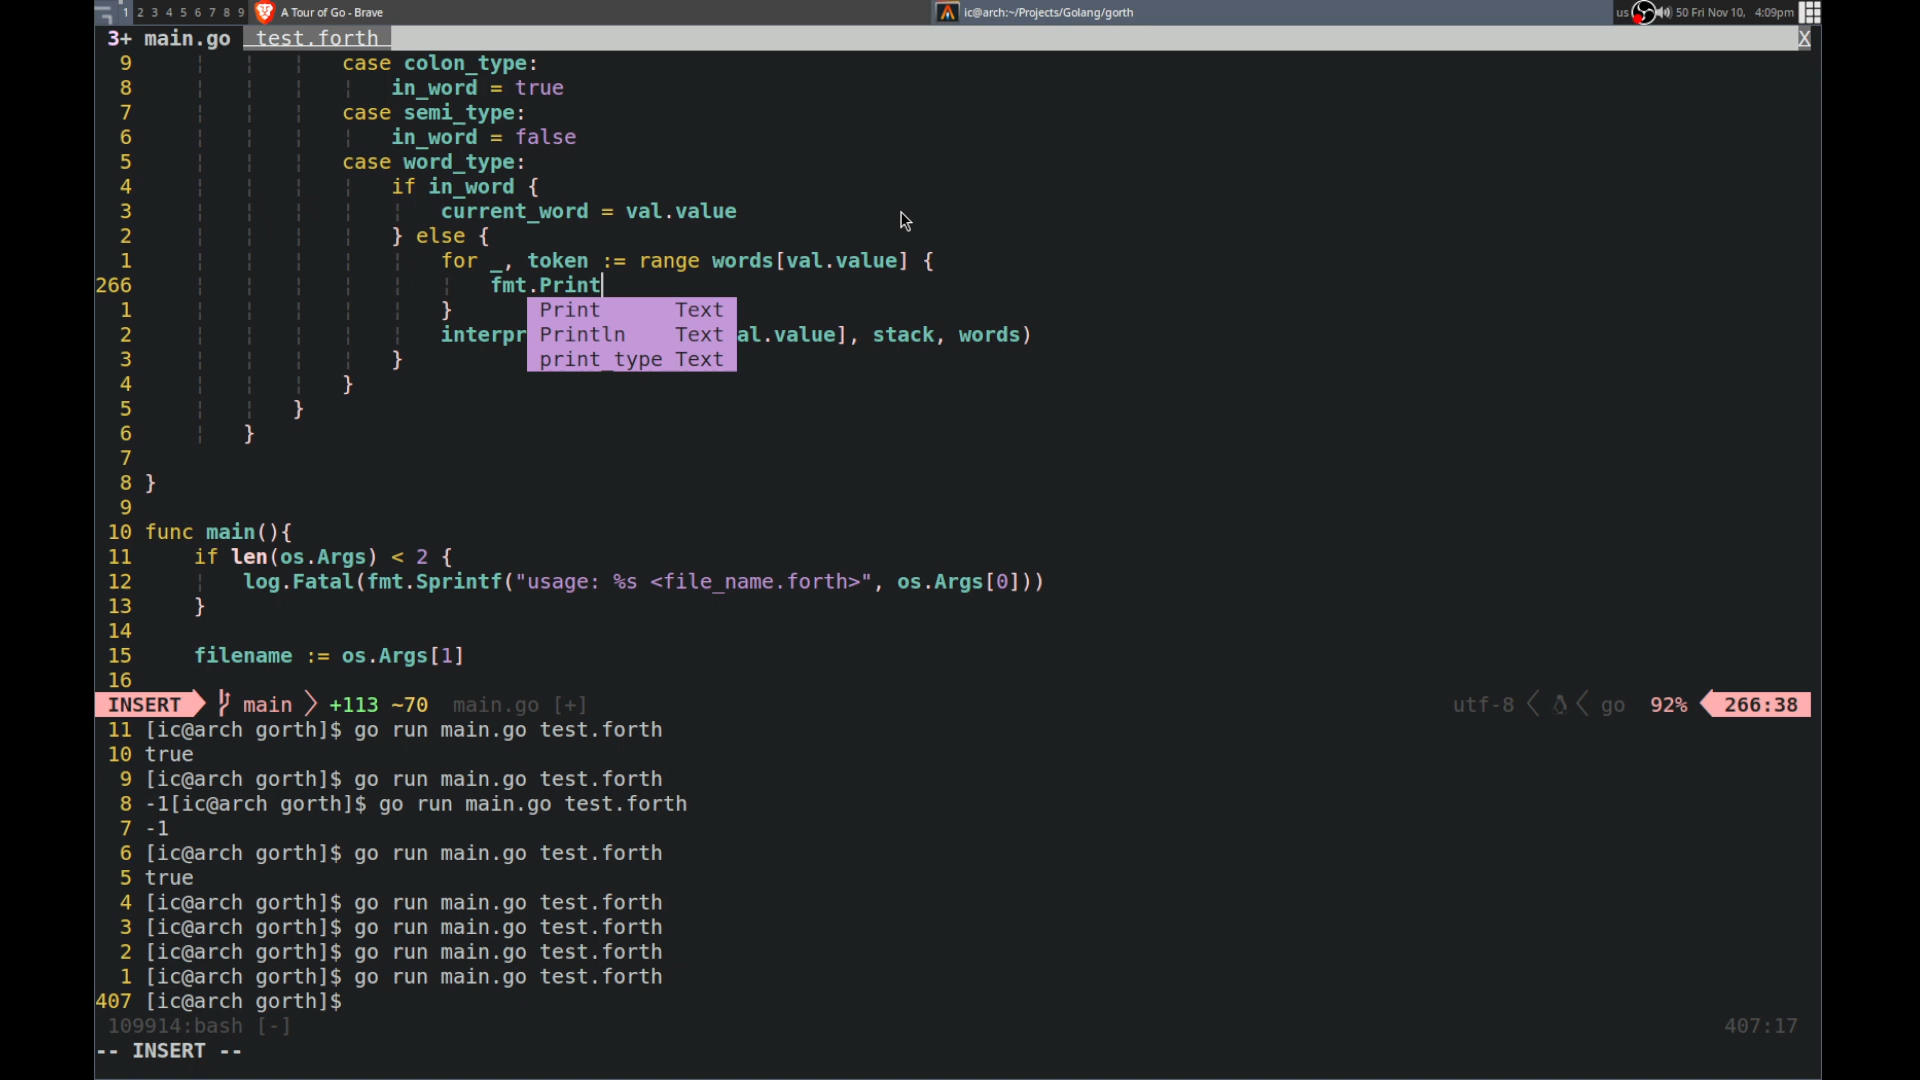 1 2 3 4 5 6 7 8 9 A Tour of Go - Brave ic@arch:~/Projects/Golang/gorth us 50 Fri Nov 10, 4:09pm
3+ main.go test.forth X
9 case colon_type:
8 in_word = true
7 case semi_type:
6 in_word = false
5 case word_type:
4 if in_word {
3 current_word = val.value
2 } else {
1 for _, token := range words[val.value] {
266 fmt.Print
1 } Print Text
2 interpr Println Text al.value], stack, words)
3 } print_type Text
4 }
5 }
6 }
7
8 }
9
10 func main(){
11 if len(os.Args) < 2 {
12 log.Fatal(fmt.Sprintf("usage: %s <file_name.forth>", os.Args[0]))
13 }
14
15 filename := os.Args[1]
16
INSERT main +113 ~70 main.go [+] utf-8 go 92% 266:38
11 [ic@arch gorth]$ go run main.go test.forth
10 true
9 [ic@arch gorth]$ go run main.go test.forth
8 -1[ic@arch gorth]$ go run main.go test.forth
7 -1
6 [ic@arch gorth]$ go run main.go test.forth
5 true
4 [ic@arch gorth]$ go run main.go test.forth
3 [ic@arch gorth]$ go run main.go test.forth
2 [ic@arch gorth]$ go run main.go test.forth
1 [ic@arch gorth]$ go run main.go test.forth
407 [ic@arch gorth]$
109914:bash [-] 407:17
-- INSERT --